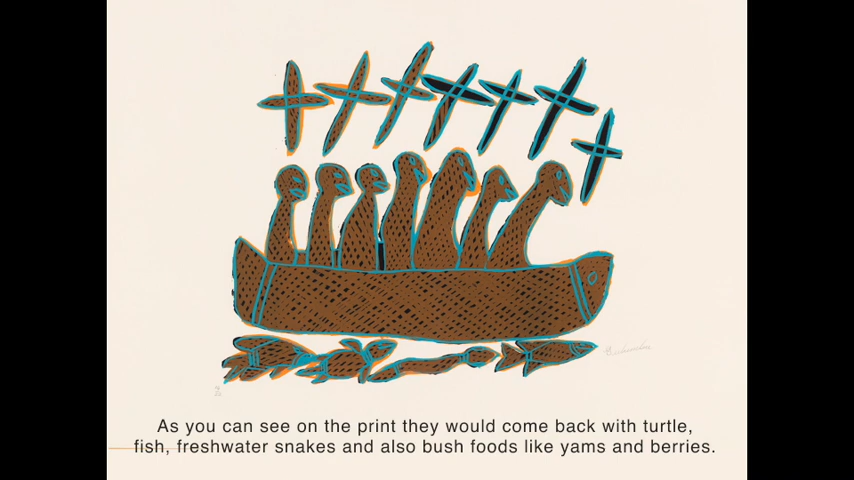 As you can see on the print they would come back with turtle,
fish, freshwater snakes and also bush foods like yams and berries.